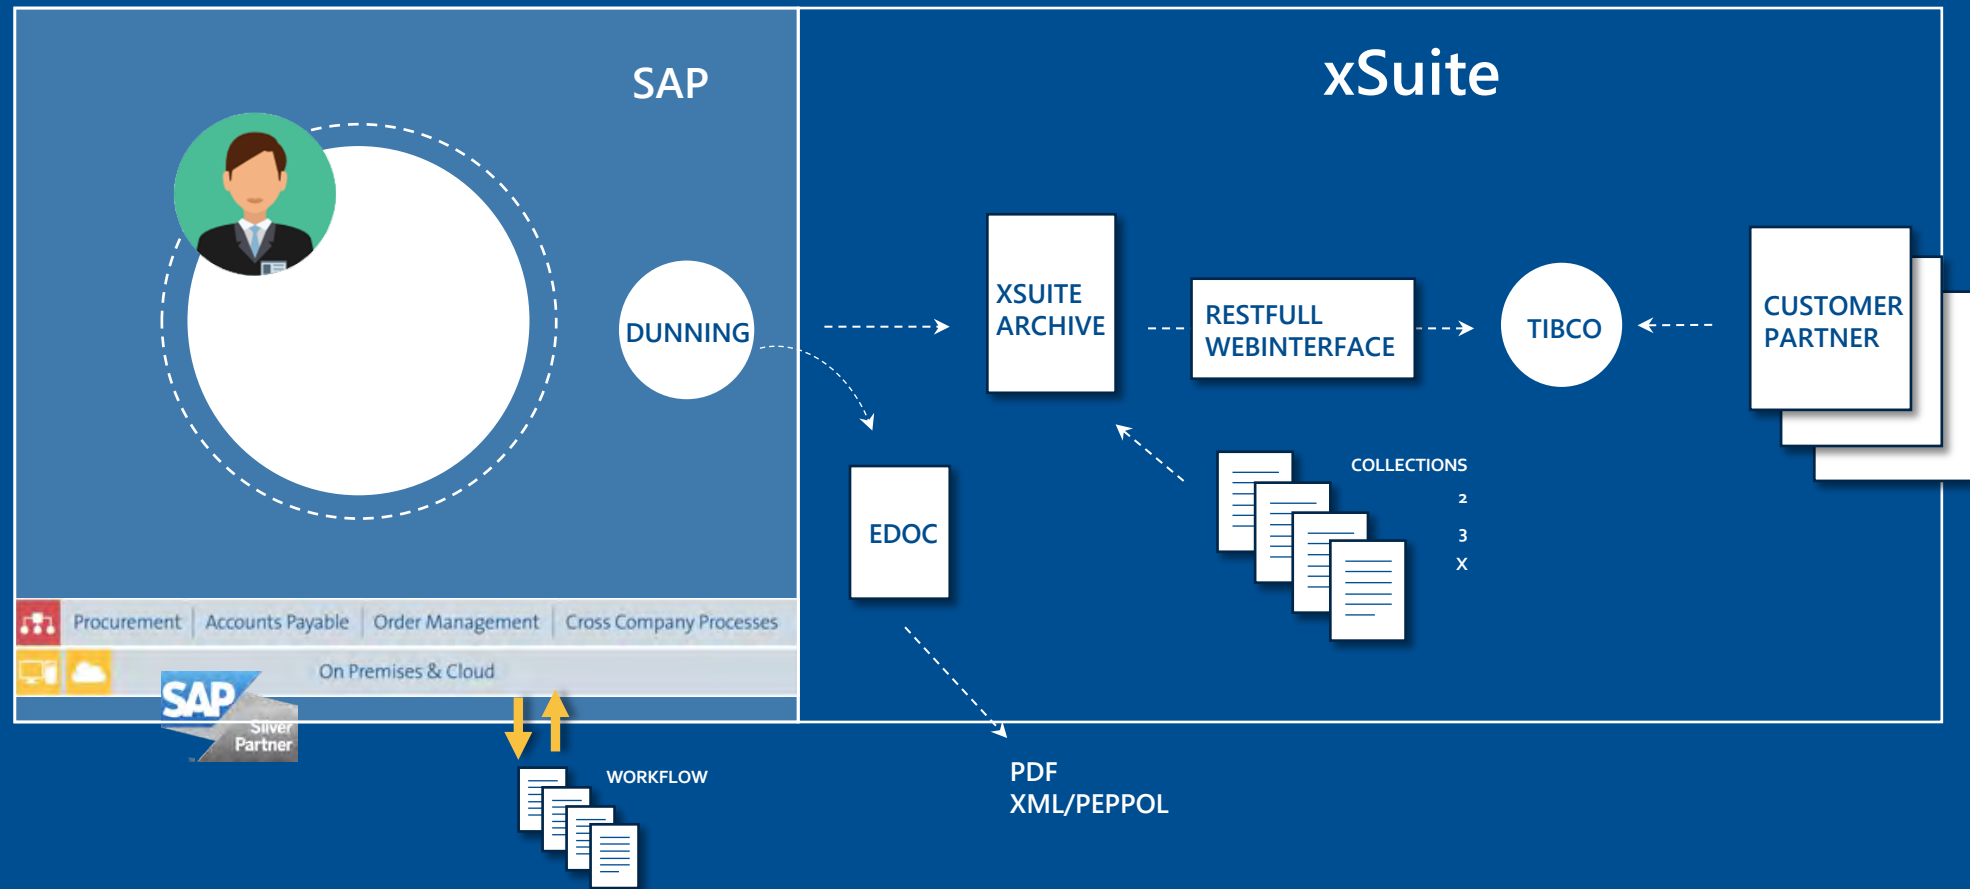 SAP
xSuite
DUNNING
XSUITE
ARCHIVE
RESTFULL
WEBINTERFACE
TIBCO
CUSTOMER
PARTNER
COLLECTIONS
2
3
X
EDOC
Procurement
Accounts Payable
Order Management
Cross Company Processes
On Premises & Cloud
SAP
Silver
Partner
WORKFLOW
PDF
XML/PEPPOL